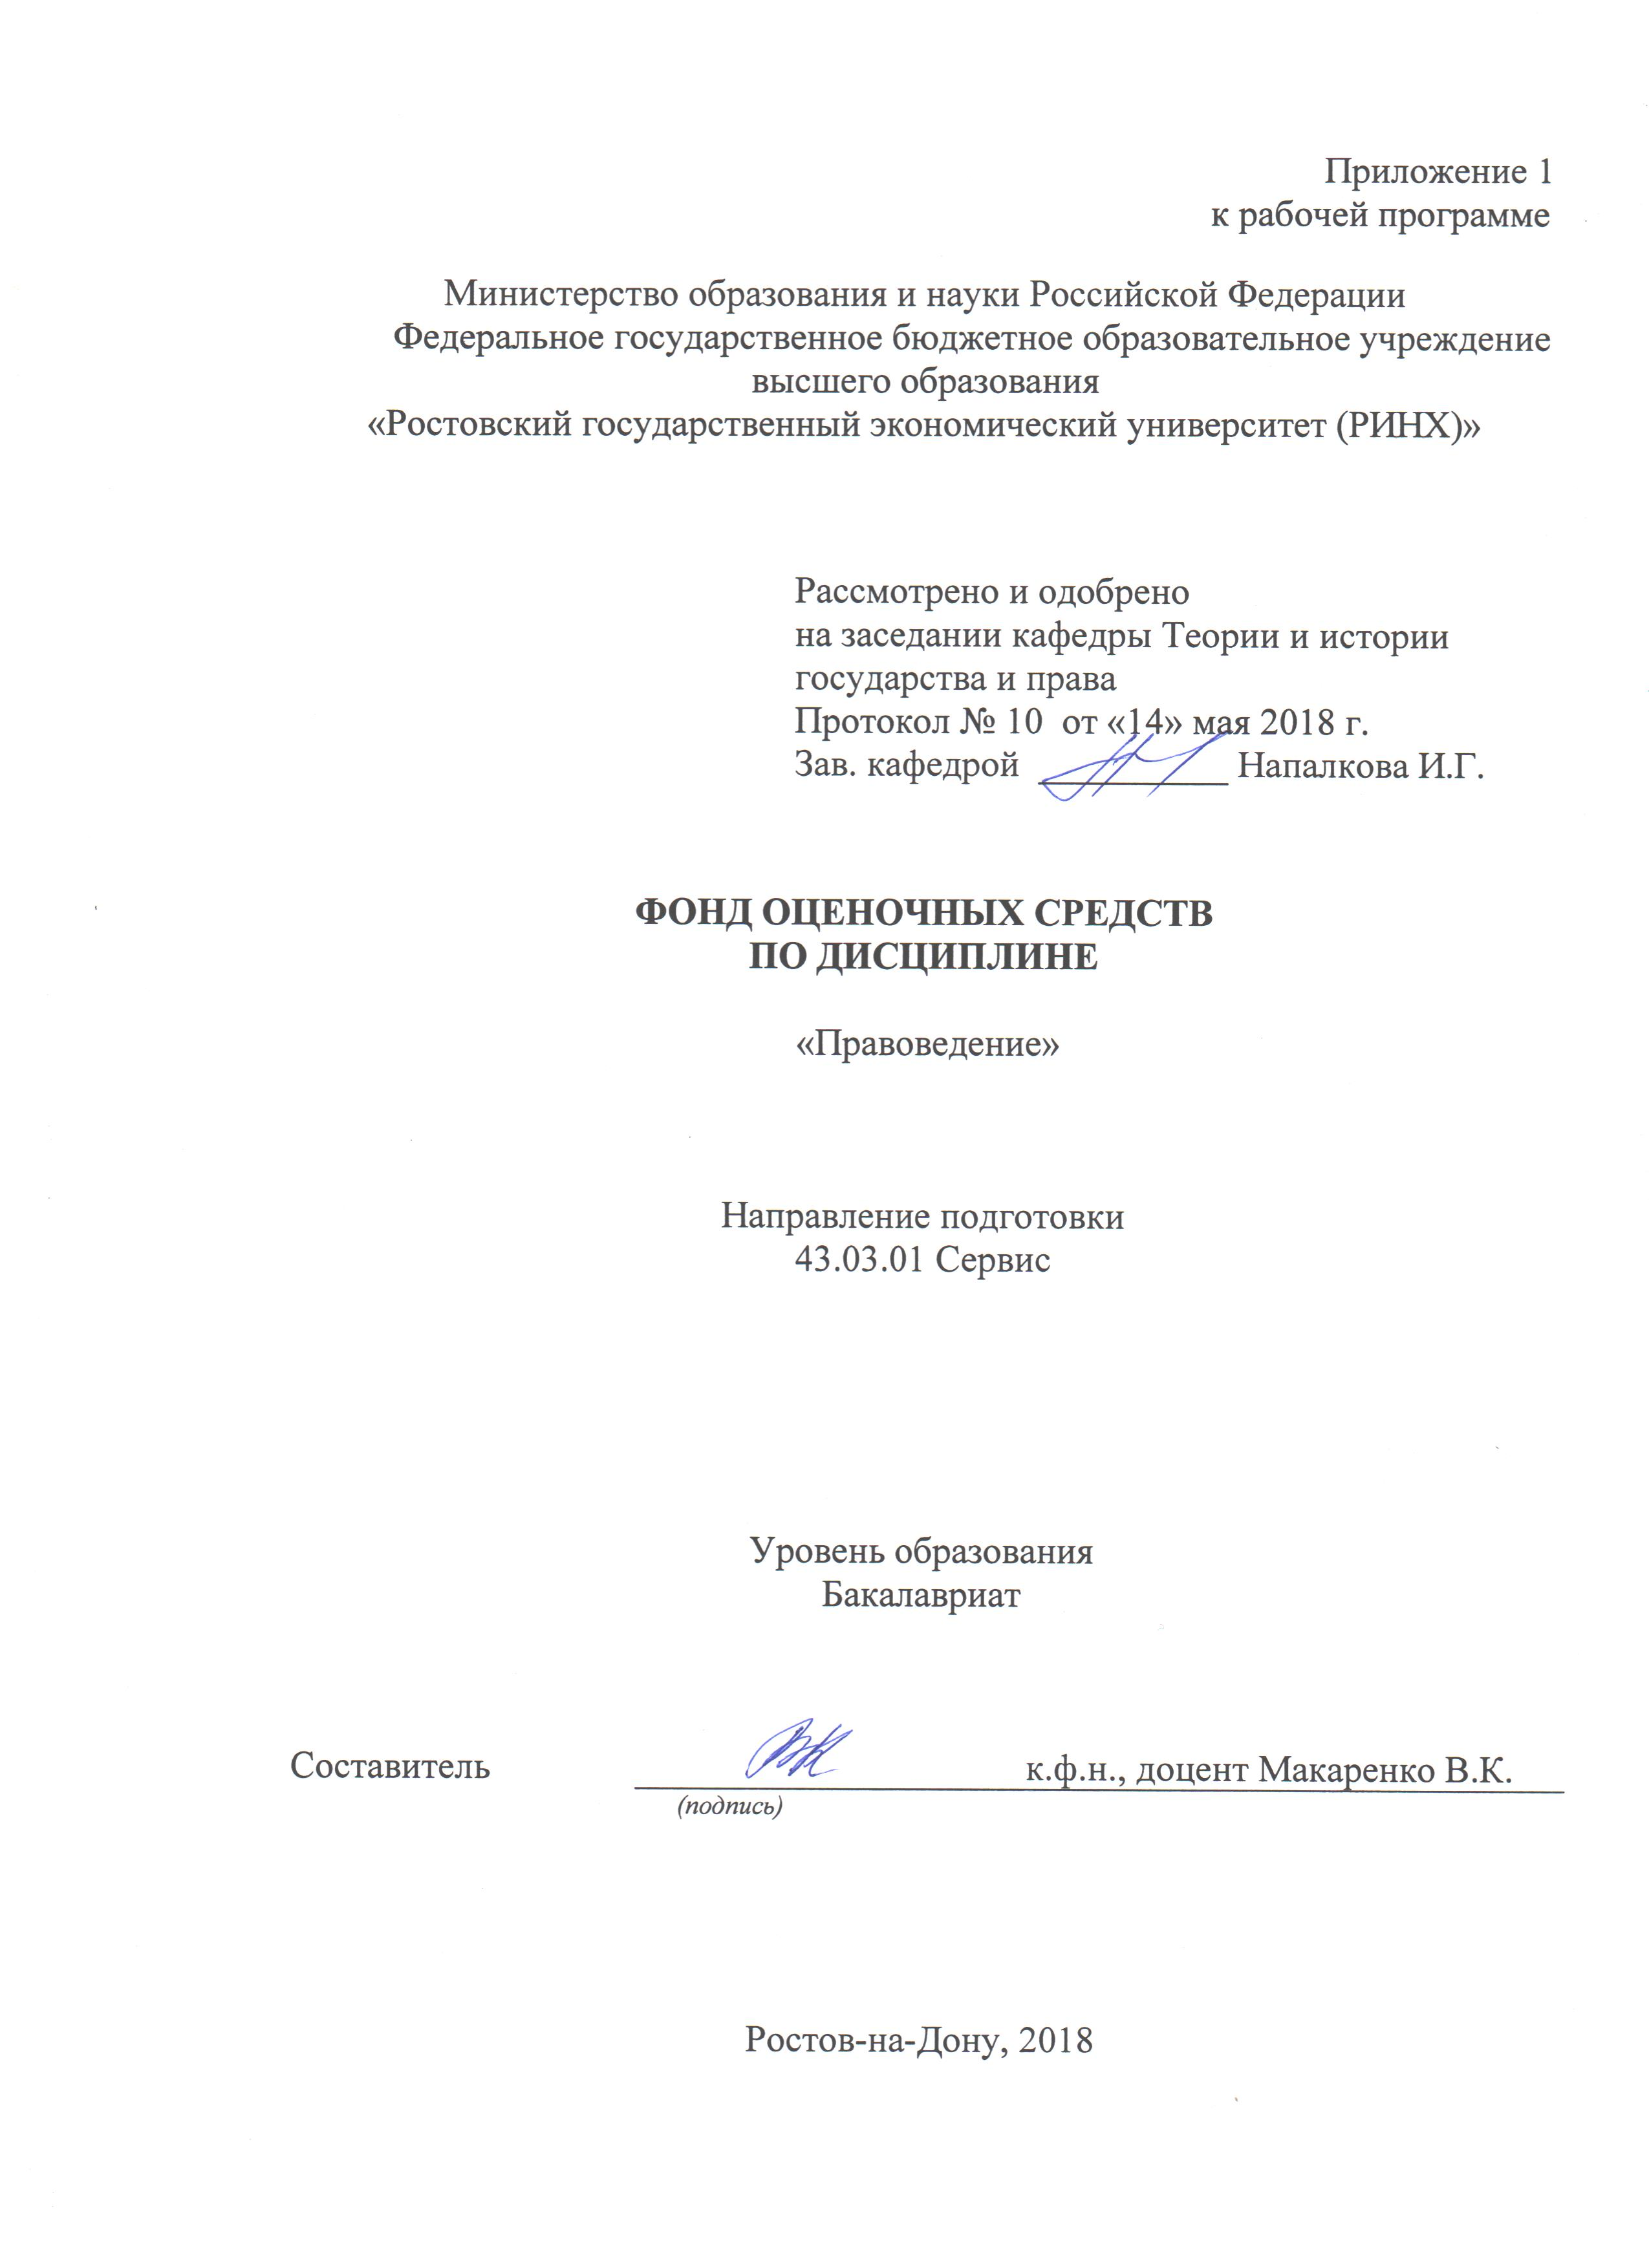 Приложение 1
к рабочей программе
Министерство образования и науки Российской Федерации
Федеральное государственное бюджетное образовательное учреждение
высшего образования
«Ростовский государственный экономический университет (РИНХ)»
Рассмотрено и одобрено
на заседании кафедры Теории и истории
государства и права
Протокол № 10 от «14» мая 2018 г.
Зав. кафедрой __________ Напалкова И.Г.
ФОНД ОЦЕНОЧНЫХ СРЕДСТВ
ПО ДИСЦИПЛИНЕ
«Правоведение»
Направление подготовки
43.03.01 Сервис
Уровень образования
Бакалавриат
Составитель к.ф.н., доцент Макаренко В.К.
(подпись)
Ростов-на-Дону, 2018